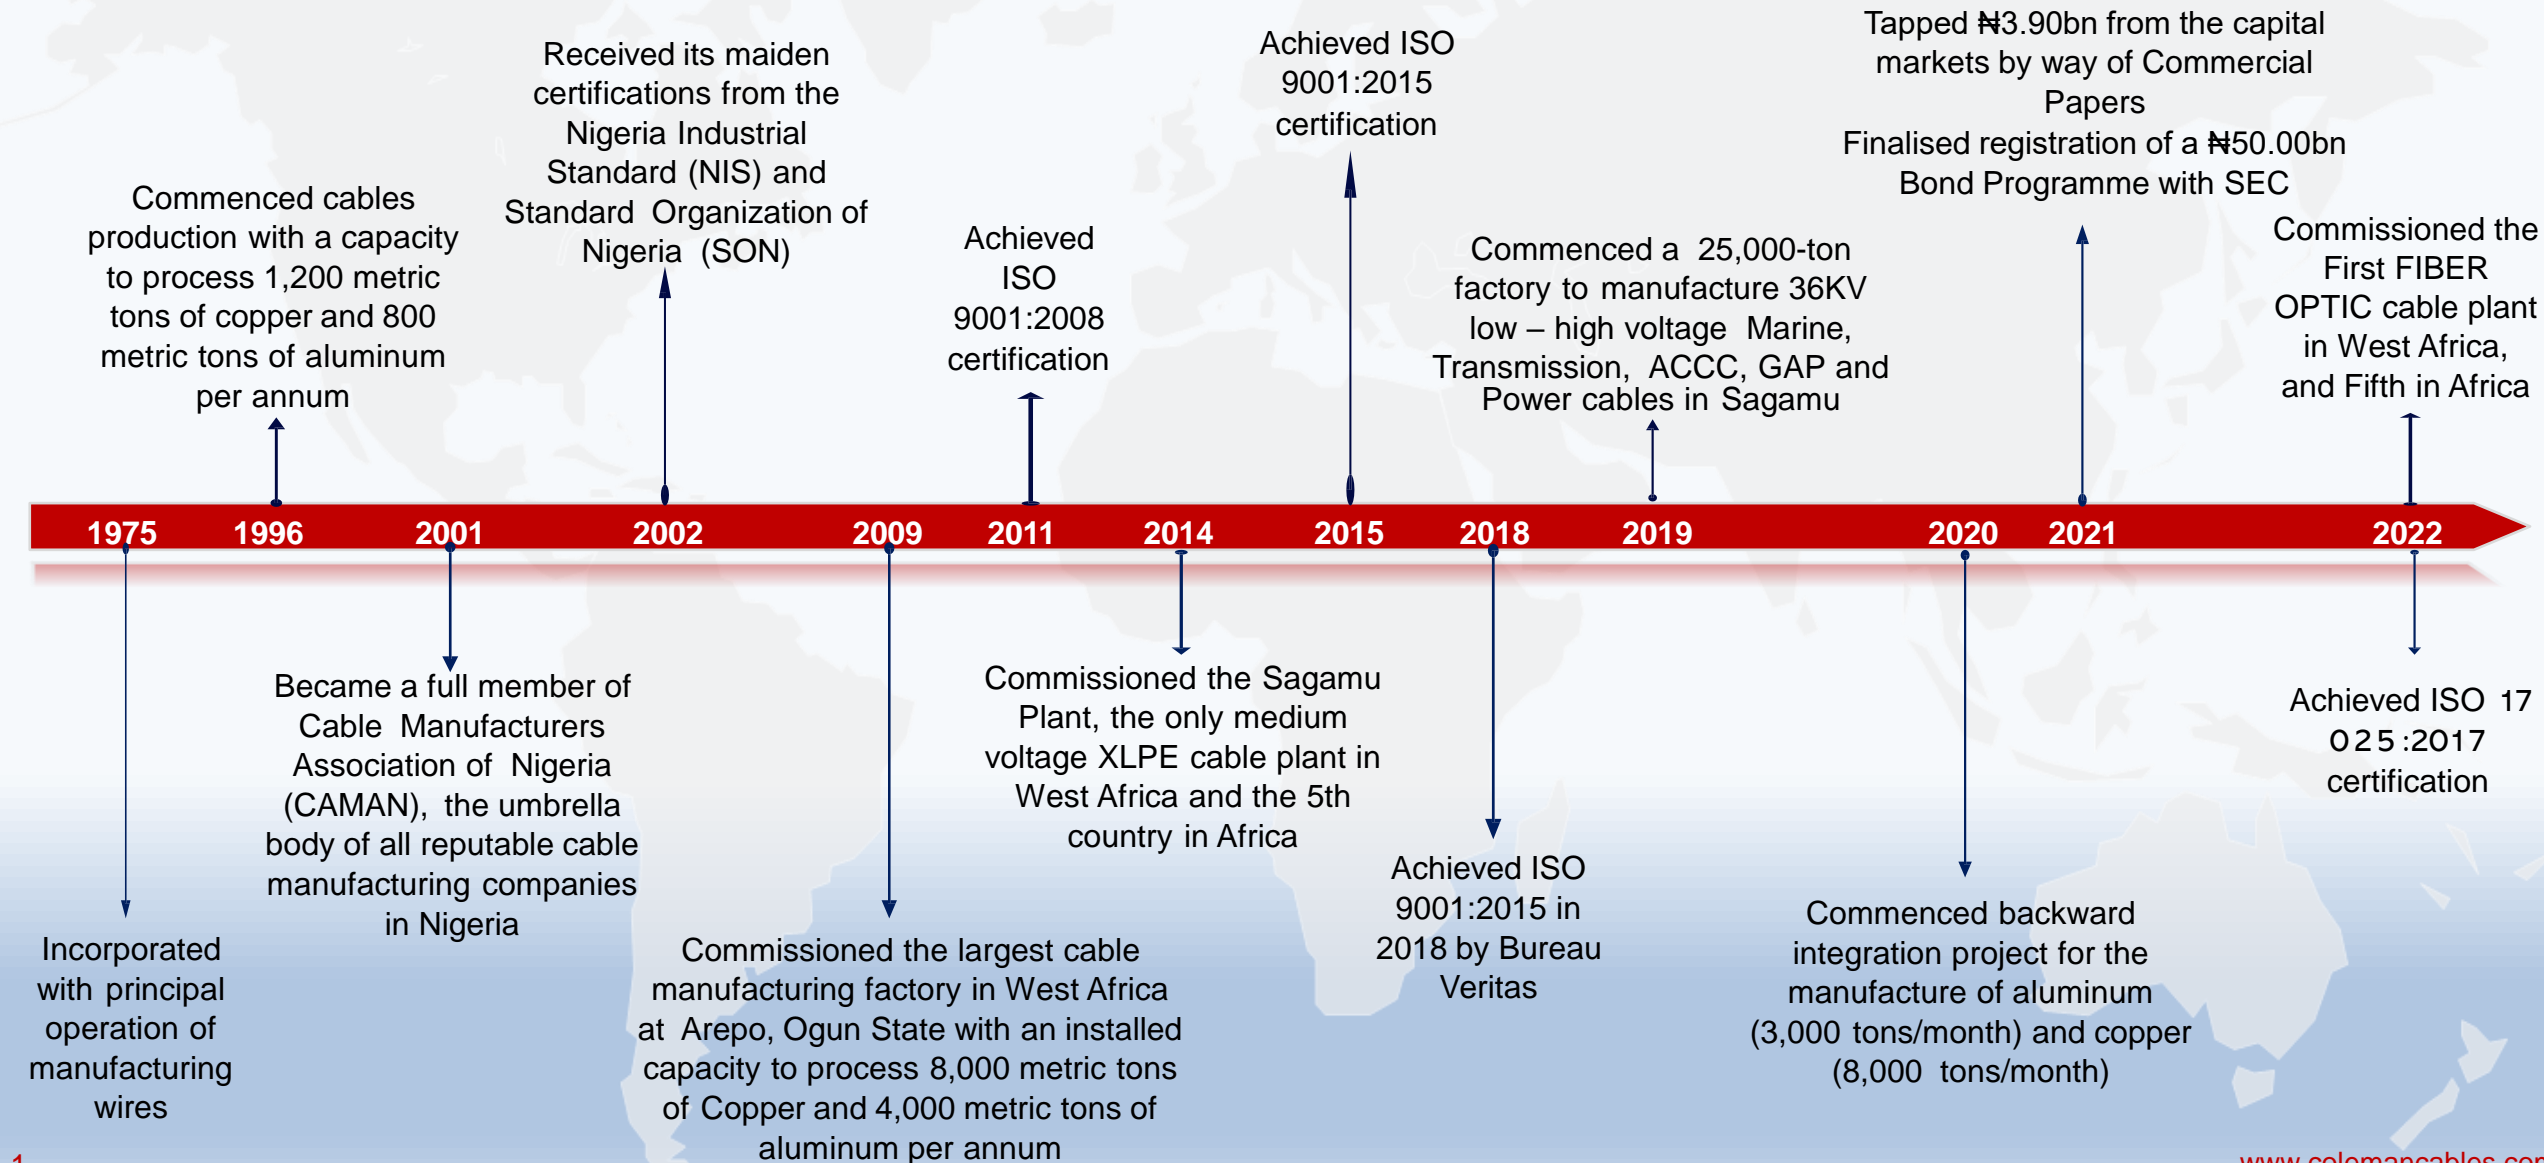 Commenced cables
production with a capacity
to process 1,200 metric
tons of copper and 800
metric tons of aluminum
per annum
Received its maiden
certifications from the
Nigeria Industrial
Standard (NIS) and
Standard Organization of
Nigeria (SON)
Achieved
ISO
9001:2008
certification
Achieved ISO
9001:2015
certification
Commenced a 25,000-ton
factory to manufacture 36KV
low – high voltage Marine,
Transmission, ACCC, GAP and
Power cables in Sagamu
Tapped ₦3.90bn from the capital
markets by way of Commercial
Papers
Finalised registration of a ₦50.00bn
Bond Programme with SEC
Commissioned the
First FIBER
OPTIC cable plant
in West Africa,
and Fifth in Africa
1975 1996 2001 2002 2009 2011 2014 2015 2018 2019 2020 2021 2022
Incorporated
with principal
operation of
manufacturing
wires
Became a full member of
Cable Manufacturers
Association of Nigeria
(CAMAN), the umbrella
body of all reputable cable
manufacturing companies
in Nigeria
Commissioned the largest cable
manufacturing factory in West Africa
at Arepo, Ogun State with an installed
capacity to process 8,000 metric tons
of Copper and 4,000 metric tons of
aluminum per annum
Commissioned the Sagamu
Plant, the only medium
voltage XLPE cable plant in
West Africa and the 5th
country in Africa
Achieved ISO
9001:2015 in
2018 by Bureau
Veritas
Commenced backward
integration project for the
manufacture of aluminum
(3,000 tons/month) and copper
(8,000 tons/month)
Achieved ISO 17
025:2017
certification
1